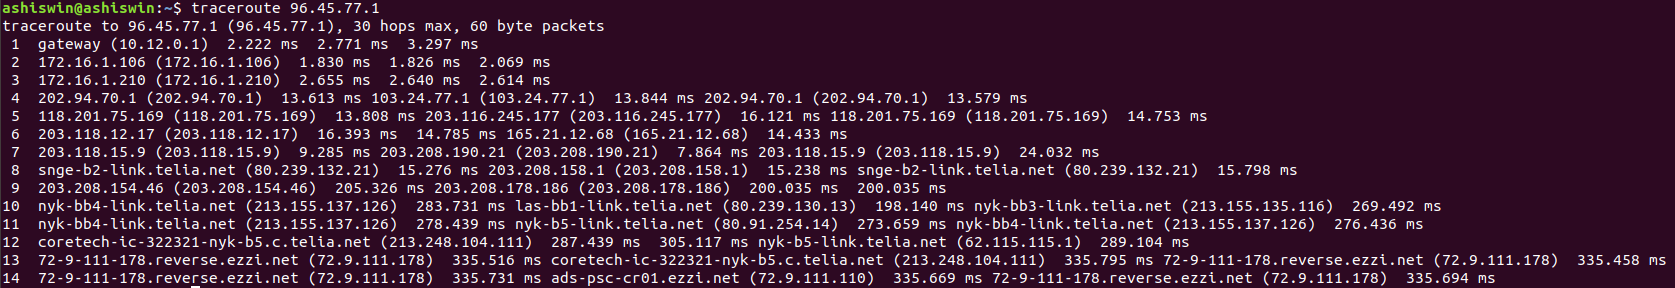 ashiswin@ashiswin:~$ traceroute 96.45.77.1
traceroute to 96.45.77.1 (96.45.77.1), 30 hops max, 60 byte packets
 1  gateway (10.12.0.1)  2.222 ms  2.771 ms  3.297 ms
 2  172.16.1.106 (172.16.1.106)  1.830 ms  1.826 ms  2.069 ms
 3  172.16.1.210 (172.16.1.210)  2.655 ms  2.640 ms  2.614 ms
 4  202.94.70.1 (202.94.70.1)  13.613 ms 103.24.77.1 (103.24.77.1)  13.844 ms 202.94.70.1 (202.94.70.1)  13.579 ms
 5  118.201.75.169 (118.201.75.169)  13.808 ms 203.116.245.177 (203.116.245.177)  16.121 ms 118.201.75.169 (118.201.75.169)  14.753 ms
 6  203.118.12.17 (203.118.12.17)  16.393 ms  14.785 ms 165.21.12.68 (165.21.12.68)  14.433 ms
 7  203.118.15.9 (203.118.15.9)  9.285 ms 203.208.190.21 (203.208.190.21)  7.864 ms 203.118.15.9 (203.118.15.9)  24.032 ms
 8  snge-b2-link.telia.net (80.239.132.21)  15.276 ms 203.208.158.1 (203.208.158.1)  15.238 ms snge-b2-link.telia.net (80.239.132.21)  15.798 ms
 9  203.208.154.46 (203.208.154.46)  205.326 ms 203.208.178.186 (203.208.178.186)  200.035 ms  200.035 ms
10  nyk-bb4-link.telia.net (213.155.137.126)  283.731 ms las-bb1-link.telia.net (80.239.130.13)  198.140 ms nyk-bb3-link.telia.net (213.155.135.116)  269.492 ms
11  nyk-bb4-link.telia.net (213.155.137.126)  278.439 ms nyk-b5-link.telia.net (80.91.254.14)  273.659 ms nyk-bb4-link.telia.net (213.155.137.126)  276.436 ms
12  coretech-ic-322321-nyk-b5.c.telia.net (213.248.104.111)  287.439 ms  305.117 ms nyk-b5-link.telia.net (62.115.115.1)  289.104 ms
13  72-9-111-178.reverse.ezzi.net (72.9.111.178)  335.516 ms coretech-ic-322321-nyk-b5.c.telia.net (213.248.104.111)  335.795 ms 72-9-111-178.reverse.ezzi.net (72.9.111.178)  335.458 ms
14  72-9-111-178.reverse.ezzi.net (72.9.111.178)  335.731 ms ads-psc-cr01.ezzi.net (72.9.111.110)  335.669 ms 72-9-111-178.reverse.ezzi.net (72.9.111.178)  335.694 ms